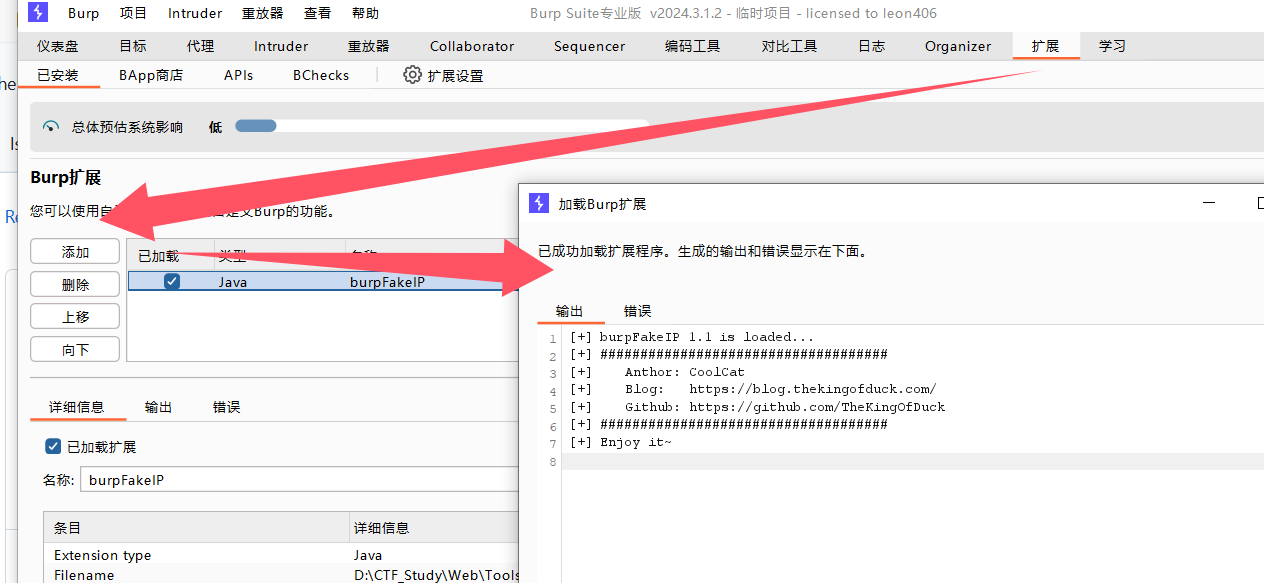 Burp 项目 Intruder 重放器 查看 帮助 Burp Suite专业版 v2024.3.1.2 - 临时项目 - licensed to leon406
仪表盘 目标 代理 Intruder 重放器 Collaborator Sequencer 编码工具 对比工具 日志 Organizer 扩展 学习
已安装 BApp商店 APIs BChecks 扩展设置
he
总体预估系统影响 低
Is
Burp扩展
加载Burp扩展
Re
您可以使用自 定义Burp的功能。
已成功加载扩展程序。生成的输出和错误显示在下面。
添加 已加载 类型 名称
删除 Java burpFakeIP
上移
向下
输出 错误
1 [+] burpFakeIP 1.1 is loaded...
2 [+] ####################################
3 [+] Anthor: CoolCat
4 [+] Blog: https://blog.thekingofduck.com/
5 [+] Github: https://github.com/TheKingOfDuck
6 [+] ####################################
7 [+] Enjoy it~
8
详细信息 输出 错误
已加载扩展
名称: burpFakeIP
条目 详细信息
Extension type Java
Filename D:\CTF_Study\Web\Tools